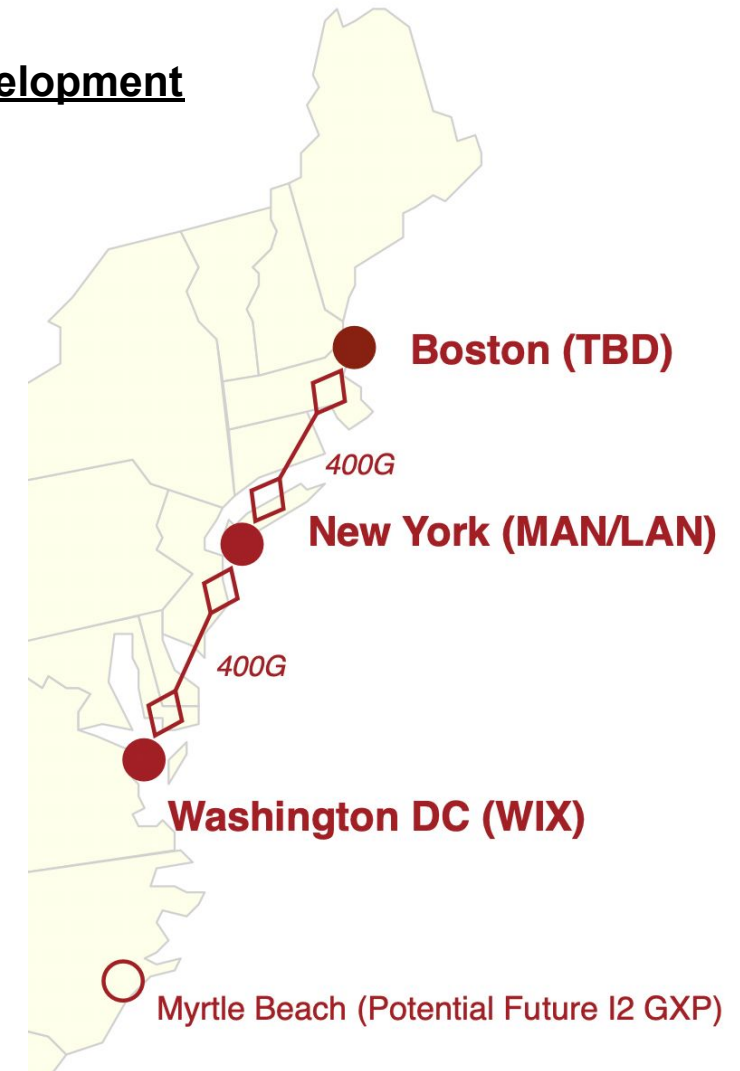 elopment
Boston (TBD)
400G
New York (MAN/LAN)
400G
Washington DC (WIX)
Myrtle Beach (Potential Future I2 GXP)